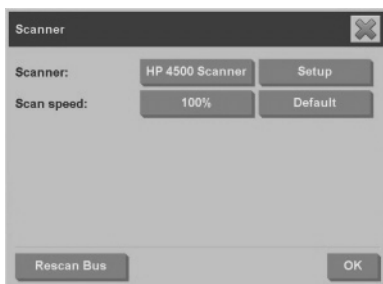 Scanner
Scanner: HP 4500 Scanner Setup
Scan speed: 100% Default
Rescan Bus OK